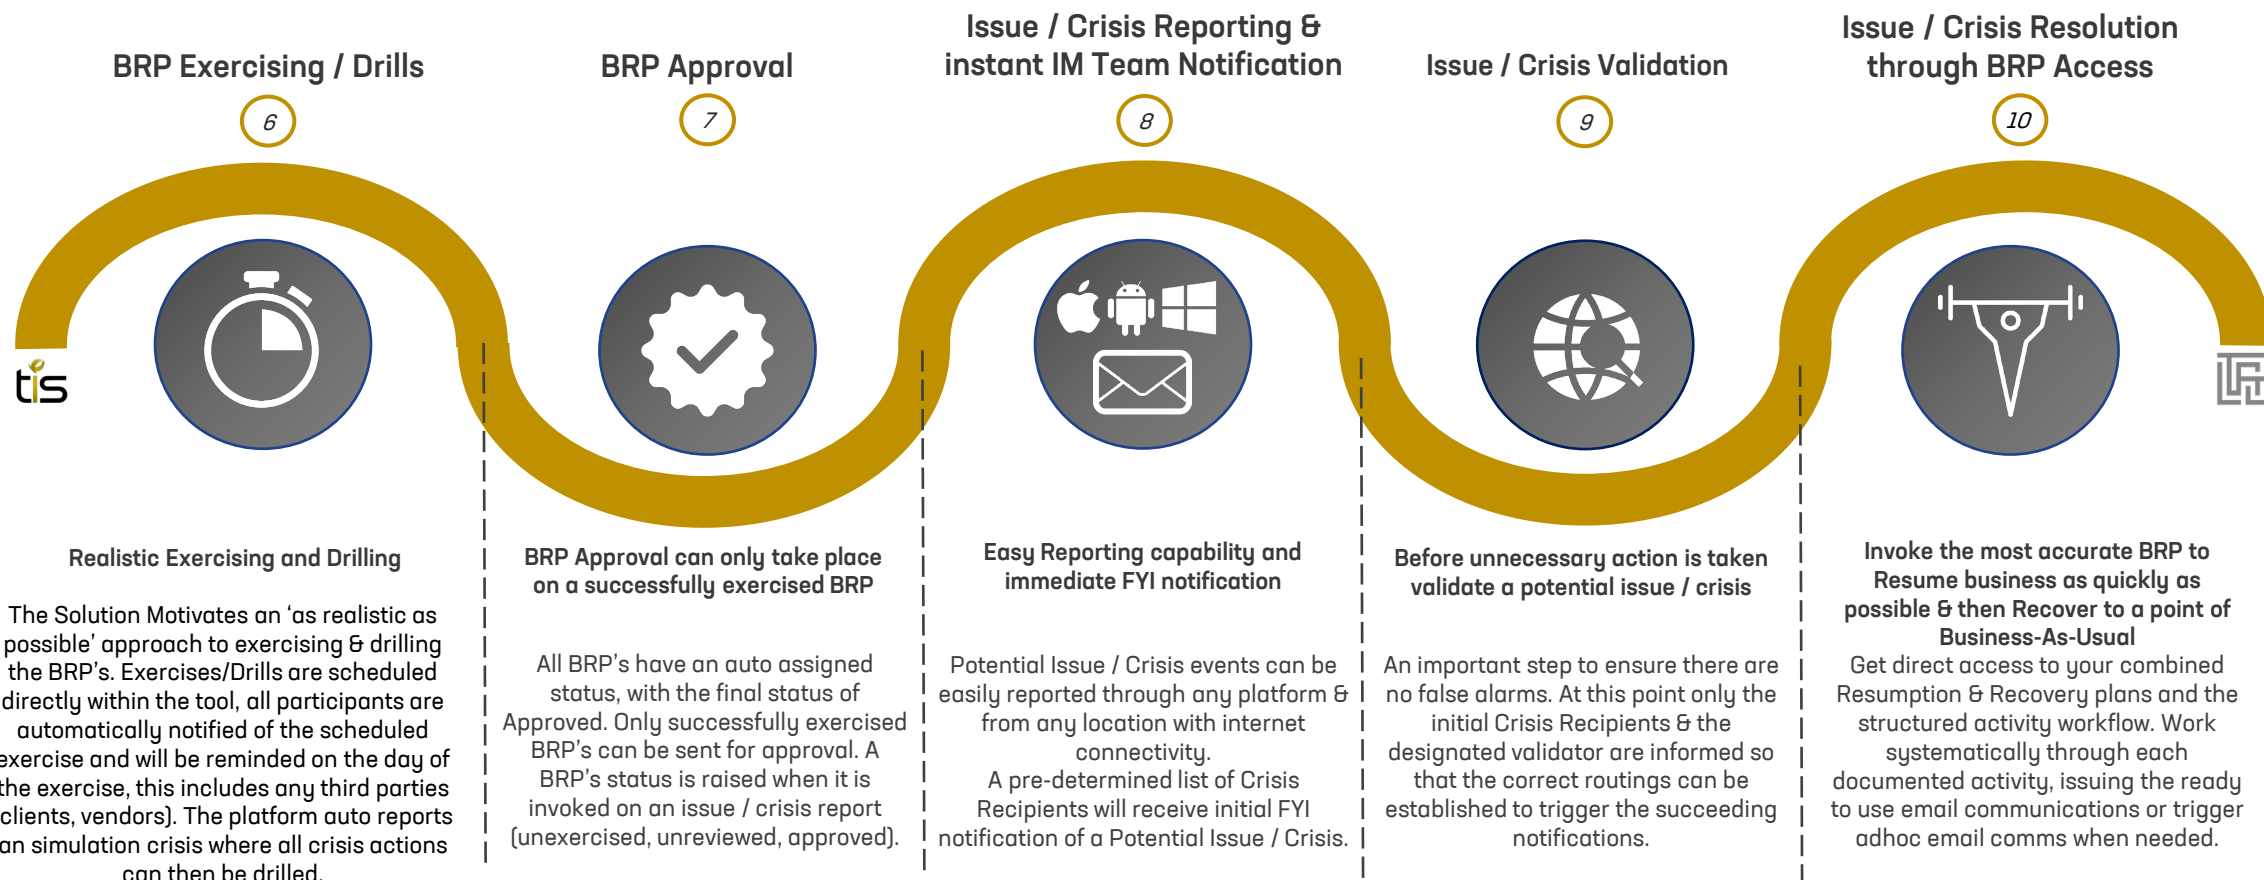 BRP Exercising / Drills
6
tis
Realistic Exercising and Drilling
The Solution Motivates an ‘as realistic as
possible’ approach to exercising & drilling
the BRP’s. Exercises/Drills are scheduled
directly within the tool, all participants are
automatically notified of the scheduled
exercise and will be reminded on the day of
the exercise, this includes any third parties
clients, vendors). The platform auto reports
an simulation crisis where all crisis actions
can then be drilled.
BRP Approval
7
BRP Approval can only take place
on a successfully exercised BRP
All BRP’s have an auto assigned
status, with the final status of
Approved. Only successfully exercised
BRP’s can be sent for approval. A
BRP’s status is raised when it is
invoked on an issue / crisis report
(unexercised, unreviewed, approved).
Issue / Crisis Reporting &
instant IM Team Notification
8
Easy Reporting capability and
immediate FYI notification
Potential Issue / Crisis events can be
easily reported through any platform &
from any location with internet
connectivity.
A pre-determined list of Crisis
Recipients will receive initial FYI
notification of a Potential Issue / Crisis.
Issue / Crisis Validation
9
Before unnecessary action is taken
validate a potential issue / crisis
An important step to ensure there are
no false alarms. At this point only the
initial Crisis Recipients & the
designated validator are informed so
that the correct routings can be
established to trigger the succeeding
notifications.
Issue / Crisis Resolution
through BRP Access
10
Invoke the most accurate BRP to
Resume business as quickly as
possible & then Recover to a point of
Business-As-Usual
Get direct access to your combined
Resumption & Recovery plans and the
structured activity workflow. Work
systematically through each
documented activity, issuing the ready
to use email communications or trigger
adhoc email comms when needed.